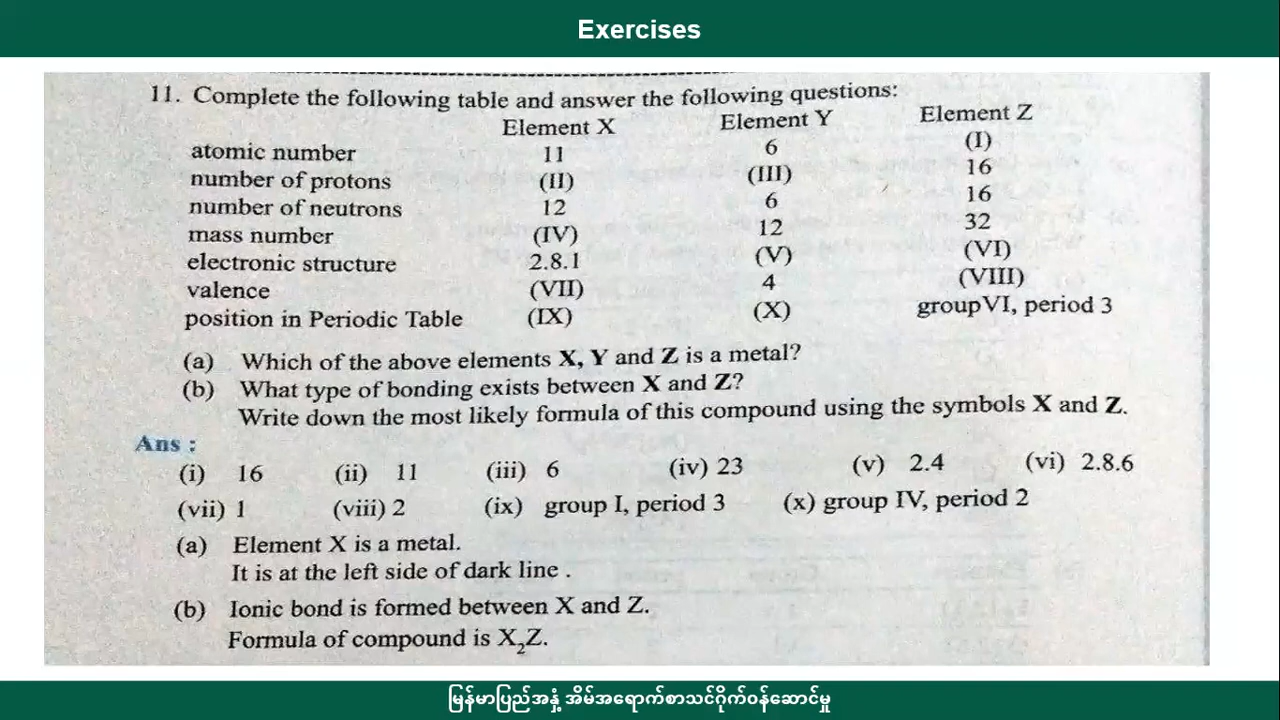 Exercises
11. Complete the following table and answer the following questions:
Element X Element Y Element Z
atomic number 11 6 (I)
number of protons (II) (III) 16
number of neutrons 12 6 16
mass number (IV) 12 32
electronic structure 2.8.1 (V) (VI)
valence (VII) 4 (VIII)
position in Periodic Table (IX) (X) groupVI, period 3
(a) Which of the above elements X, Y and Z is a metal?
(b) What type of bonding exists between X and Z?
Write down the most likely formula of this compound using the symbols X and Z.
Ans :
(i) 16 (ii) 11 (iii) 6 (iv) 23 (v) 2.4 (vi) 2.8.6
(vii) 1 (viii) 2 (ix) group I, period 3 (x) group IV, period 2
(a) Element X is a metal.
It is at the left side of dark line .
(b) Ionic bond is formed between X and Z.
Formula of compound is X₂Z.
မြန်မာပြည်အနှံ့ အိမ်အရောက်စာသင်ဂိုက်ဝန်ဆောင်မှု